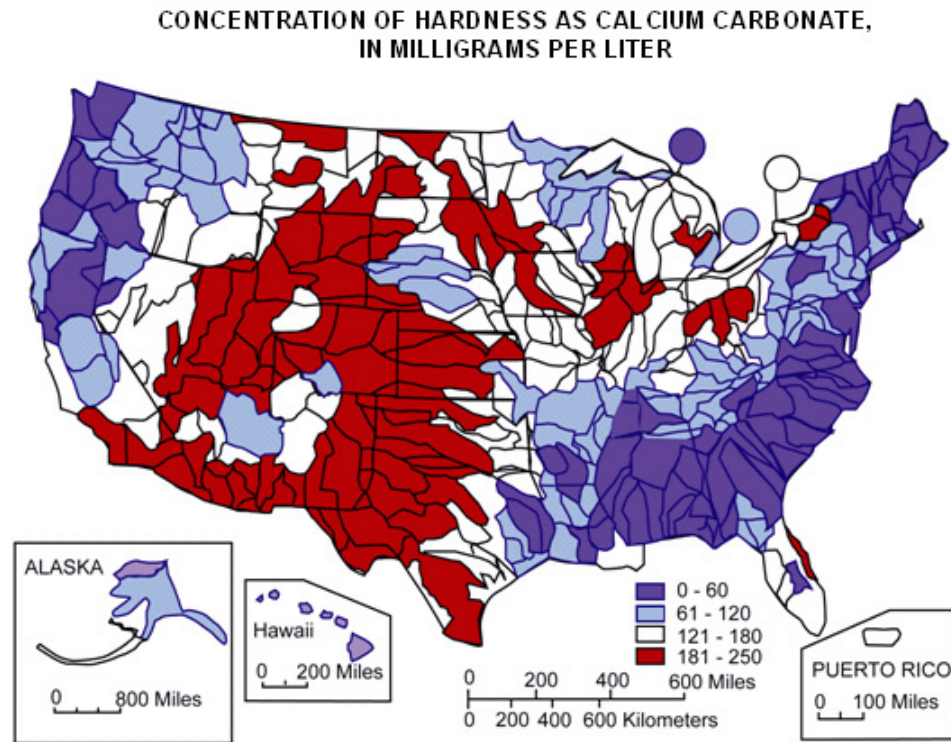 CONCENTRATION OF HARDNESS AS CALCIUM CARBONATE,
IN MILLIGRAMS PER LITER
ALASKA
0 800 Miles
Hawaii
0 200 Miles
0 - 60
61 - 120
121 - 180
181 - 250
0 200 400 600 Miles
0 200 400 600 Kilometers
PUERTO RICO
0 100 Miles